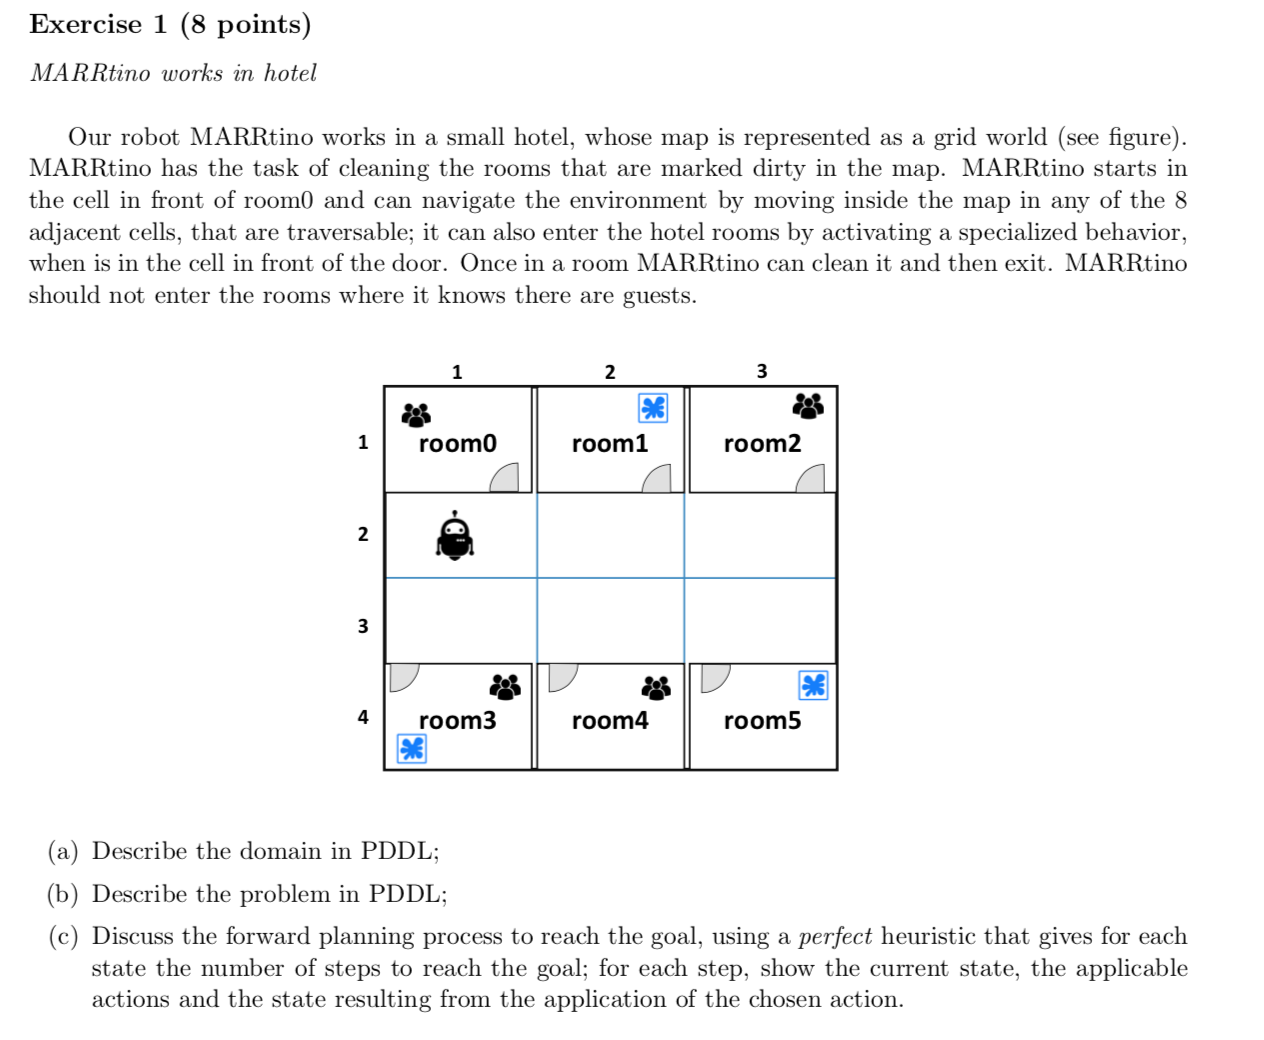 Exercise 1 (8 points)
MARRtino works in hotel
Our robot MARRtino works in a small hotel, whose map is represented as a grid world (see figure).
MARRtino has the task of cleaning the rooms that are marked dirty in the map. MARRtino starts in
the cell in front of room0 and can navigate the environment by moving inside the map in any of the 8
adjacent cells, that are traversable; it can also enter the hotel rooms by activating a specialized behavior,
when is in the cell in front of the door. Once in a room MARRtino can clean it and then exit. MARRtino
should not enter the rooms where it knows there are guests.
1 2 3
1 room0 room1 room2
2
3
4 room3 room4 room5
(a) Describe the domain in PDDL;
(b) Describe the problem in PDDL;
(c) Discuss the forward planning process to reach the goal, using a perfect heuristic that gives for each
state the number of steps to reach the goal; for each step, show the current state, the applicable
actions and the state resulting from the application of the chosen action.